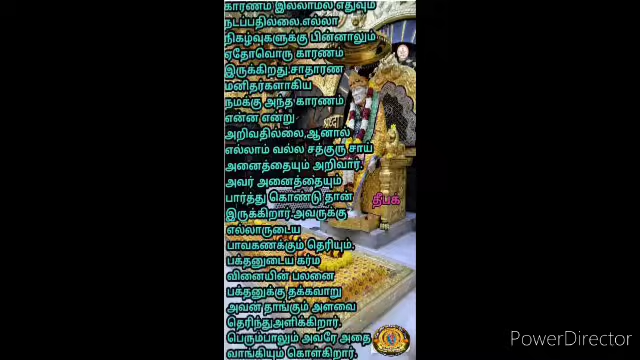 காரணம் இல்லாமல் எதுவும்
நடப்பதில்லை.எல்லா
நிகழ்வுகளுக்கு பின்னாலும்
ஏதோவொரு காரணம்
இருக்கிறது.சாதாரண
மனிதர்களாகிய
நமக்கு அந்த காரணம்
என்ன என்று
அறிவதில்லை,ஆனால்
எல்லாம் வல்ல சத்குரு சாய்
அனைத்தையும் அறிவார்.
அவர் அனைத்தையும்
பார்த்து கொண்டு தான்
இருக்கிறார்.அவருக்கு
எல்லாருடைய
பாவகணக்கும் தெரியும்.
பக்தனுடைய கர்ம
வினையின் பலனை
பக்தனுக்கு தக்கவாறு
அவன் தாங்கும் அளவை
தெரிந்துஅளிக்கிறார்.
பெரும்பாலும் அவரே அதை
வாங்கியும் கொள்கிறார்.
தீபக்
PowerDirector